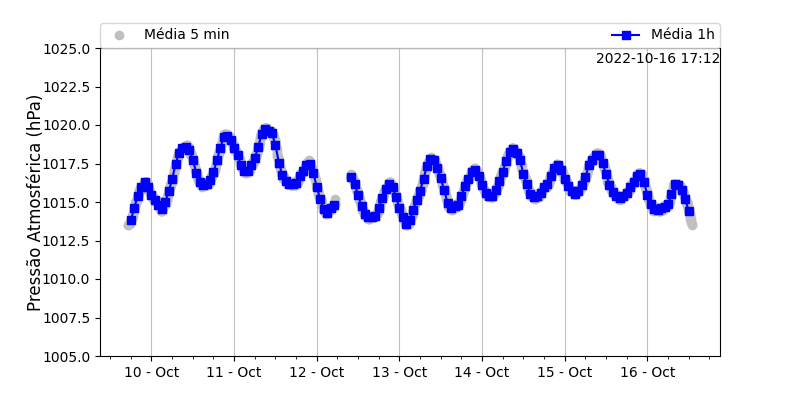 Média 5 min
Média 1h
2022-10-16 17:12
Pressão Atmosférica (hPa)
1025.0
1022.5
1020.0
1017.5
1015.0
1012.5
1010.0
1007.5
1005.0
10 - Oct
11 - Oct
12 - Oct
13 - Oct
14 - Oct
15 - Oct
16 - Oct